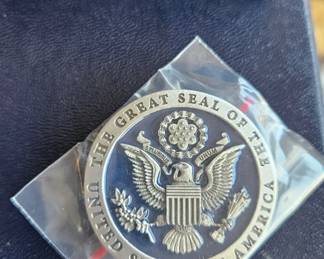 THE GREAT SEAL OF THE
UNITED S AMERICA